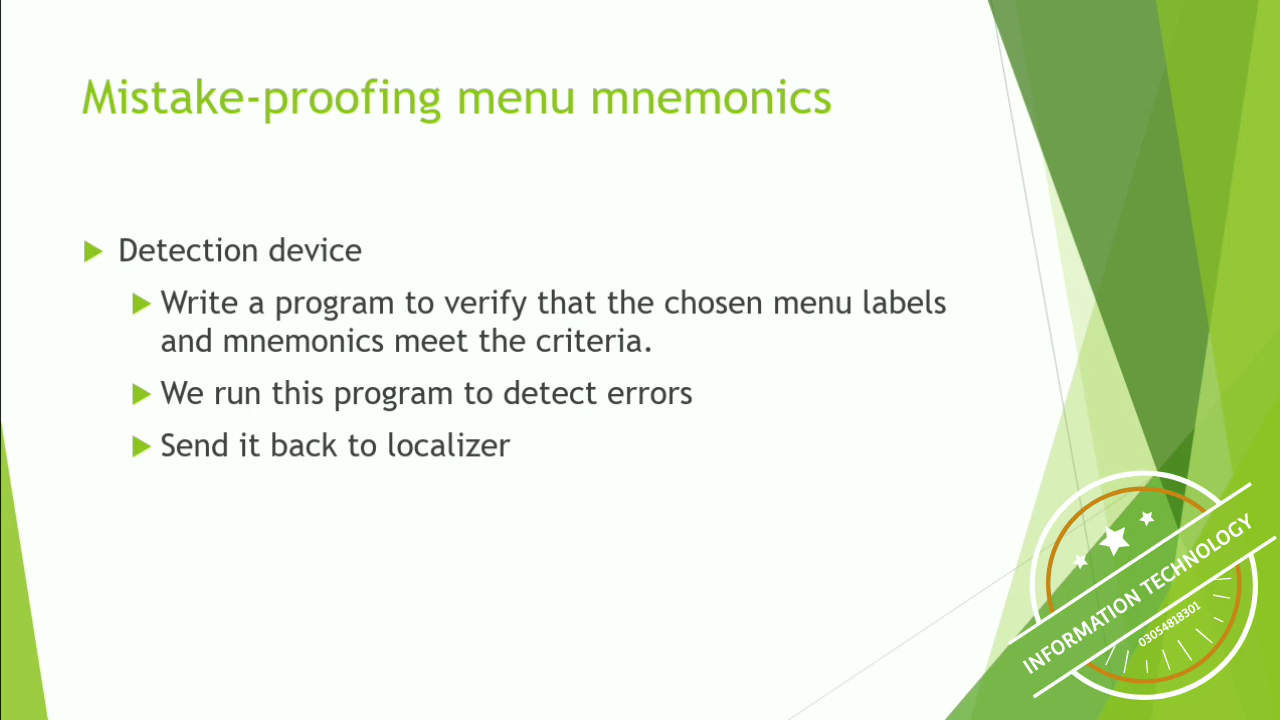 Mistake-proofing menu mnemonics
Detection device
Write a program to verify that the chosen menu labels
and mnemonics meet the criteria.
We run this program to detect errors
Send it back to localizer
INFORMATION TECHNOLOGY
03054818301